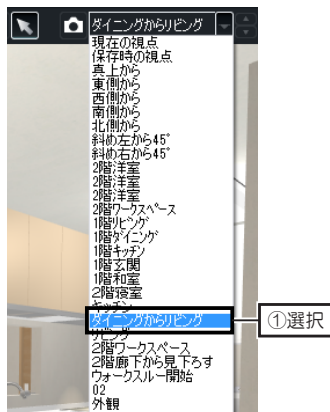 ダイニングからリビング
現在の視点
保存時の視点
真上から
東側から
西側から
南側から
北側から
斜め左から45°
斜め右から45°
2階洋室
2階洋室
2階洋室
2階ワークスペース
1階リビング
1階ダイニング
1階キッチン
1階玄関
1階和室
2階寝室
キッチン
ダイニングからリビング
①選択
リビング
2階ワークスペース
2階廊下から見下ろす
ウォークスルー開始
02
外観